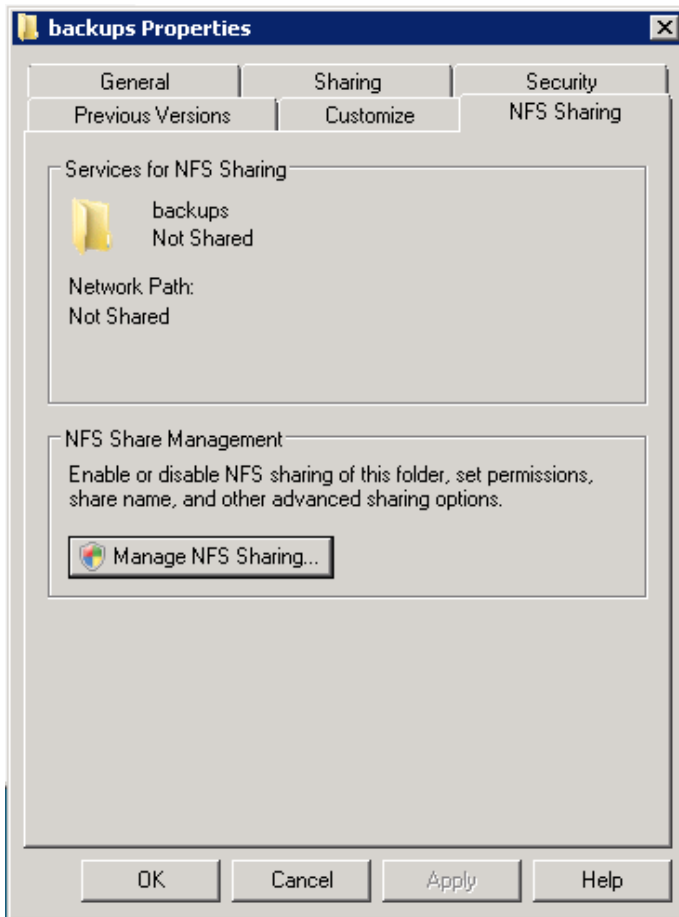 backups Properties
General
Sharing
Security
Previous Versions
Customize
NFS Sharing
Services for NFS Sharing
backups
Not Shared
Network Path:
Not Shared
NFS Share Management
Enable or disable NFS sharing of this folder, set permissions,
share name, and other advanced sharing options.
Manage NFS Sharing...
OK
Cancel
Apply
Help